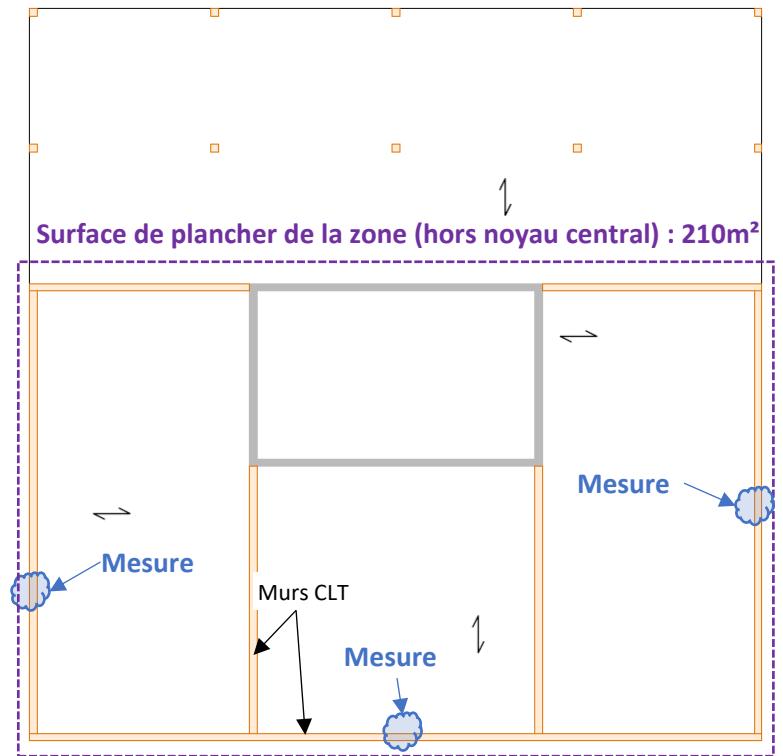 Surface de plancher de la zone (hors noyau central) : 210m²
Mesure
Mesure
Murs CLT
Mesure